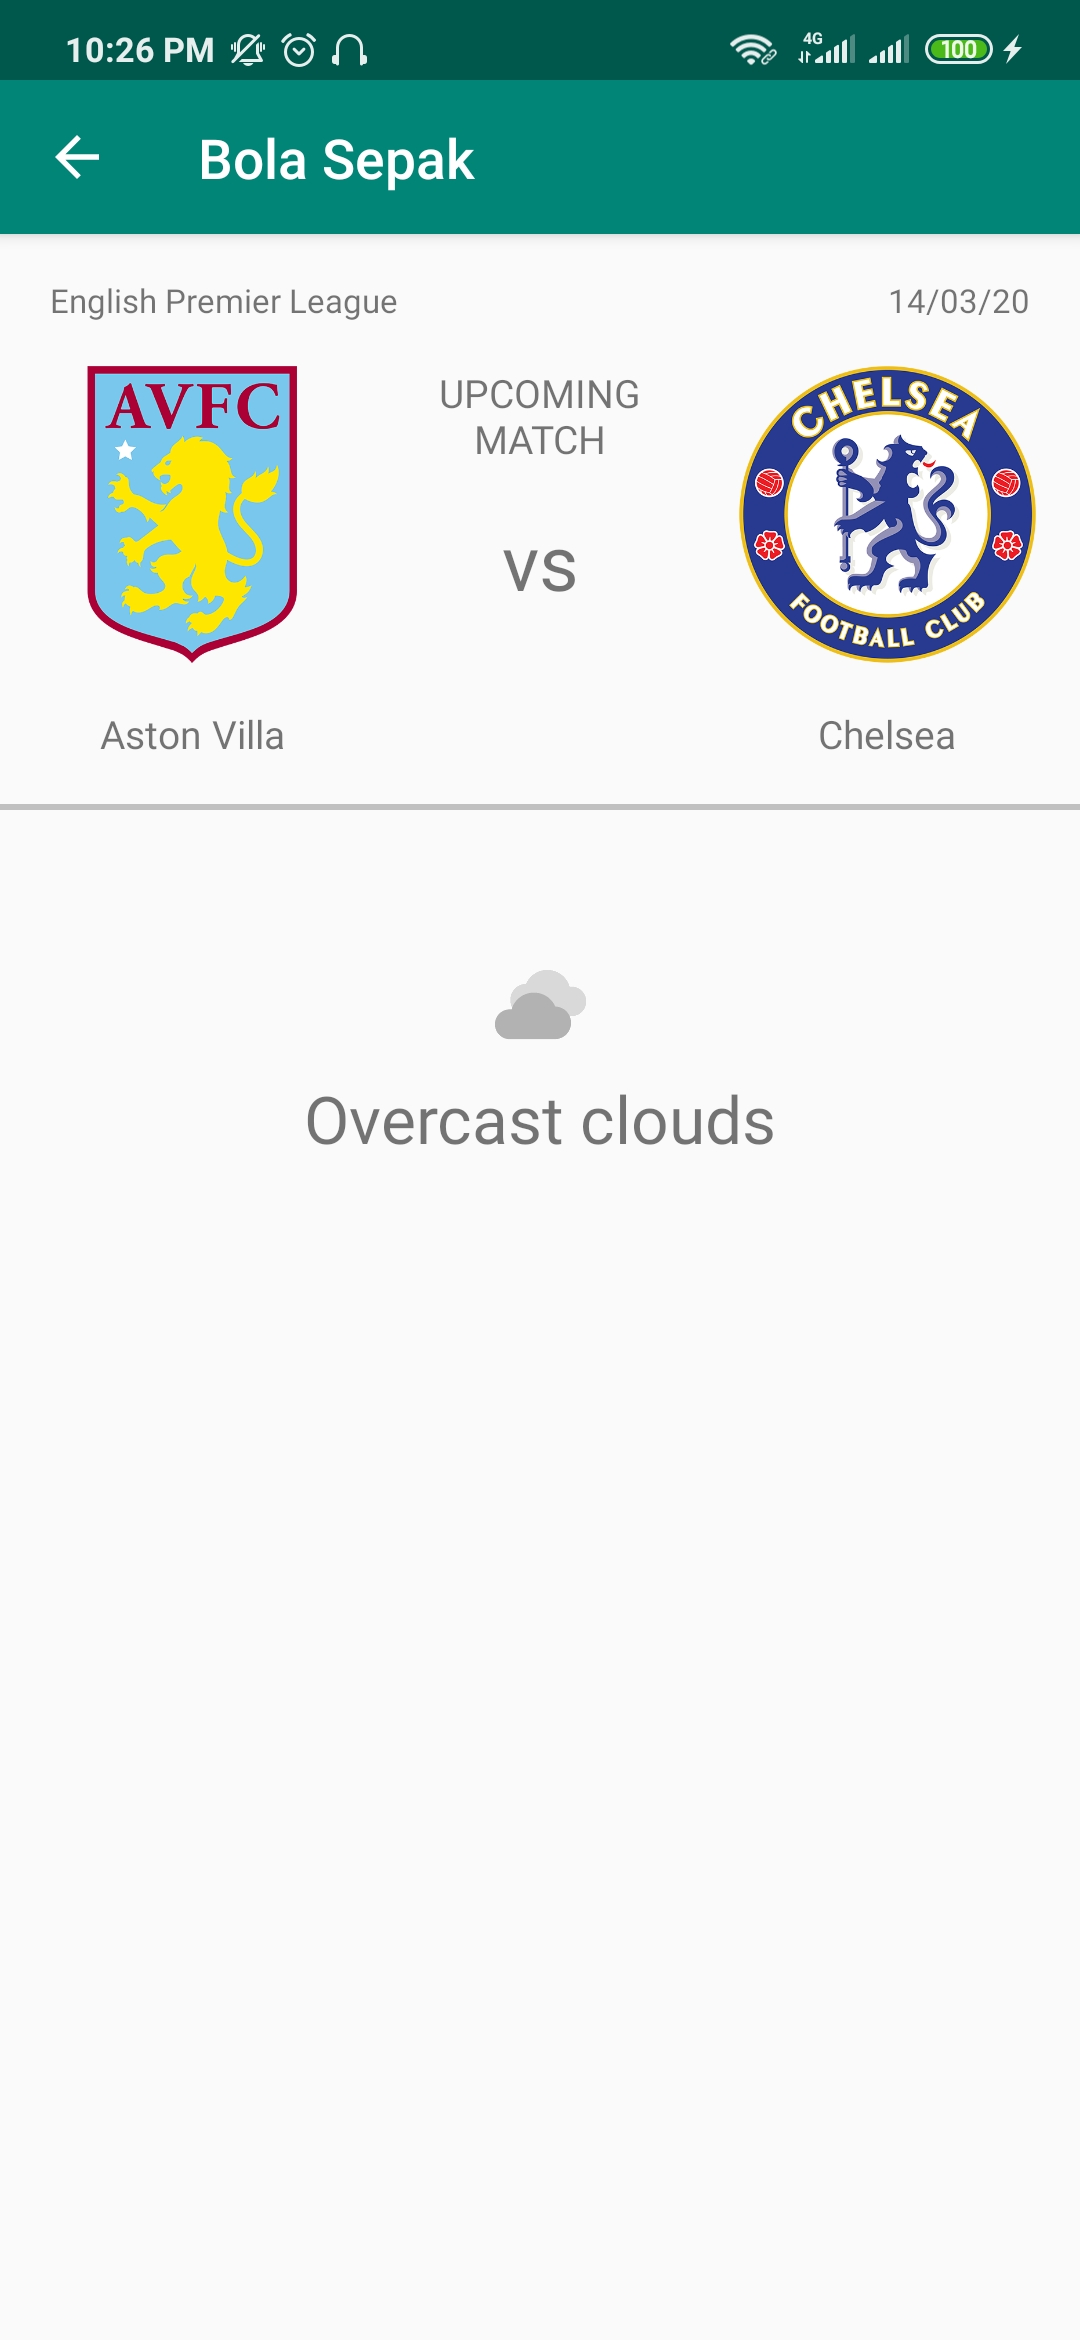 10:26 PM
4G
100
Bola Sepak
English Premier League
14/03/20
AVFC
UPCOMING
MATCH
vs
CHELSEA
FOOTBALL CLUB
Aston Villa
Chelsea
Overcast clouds